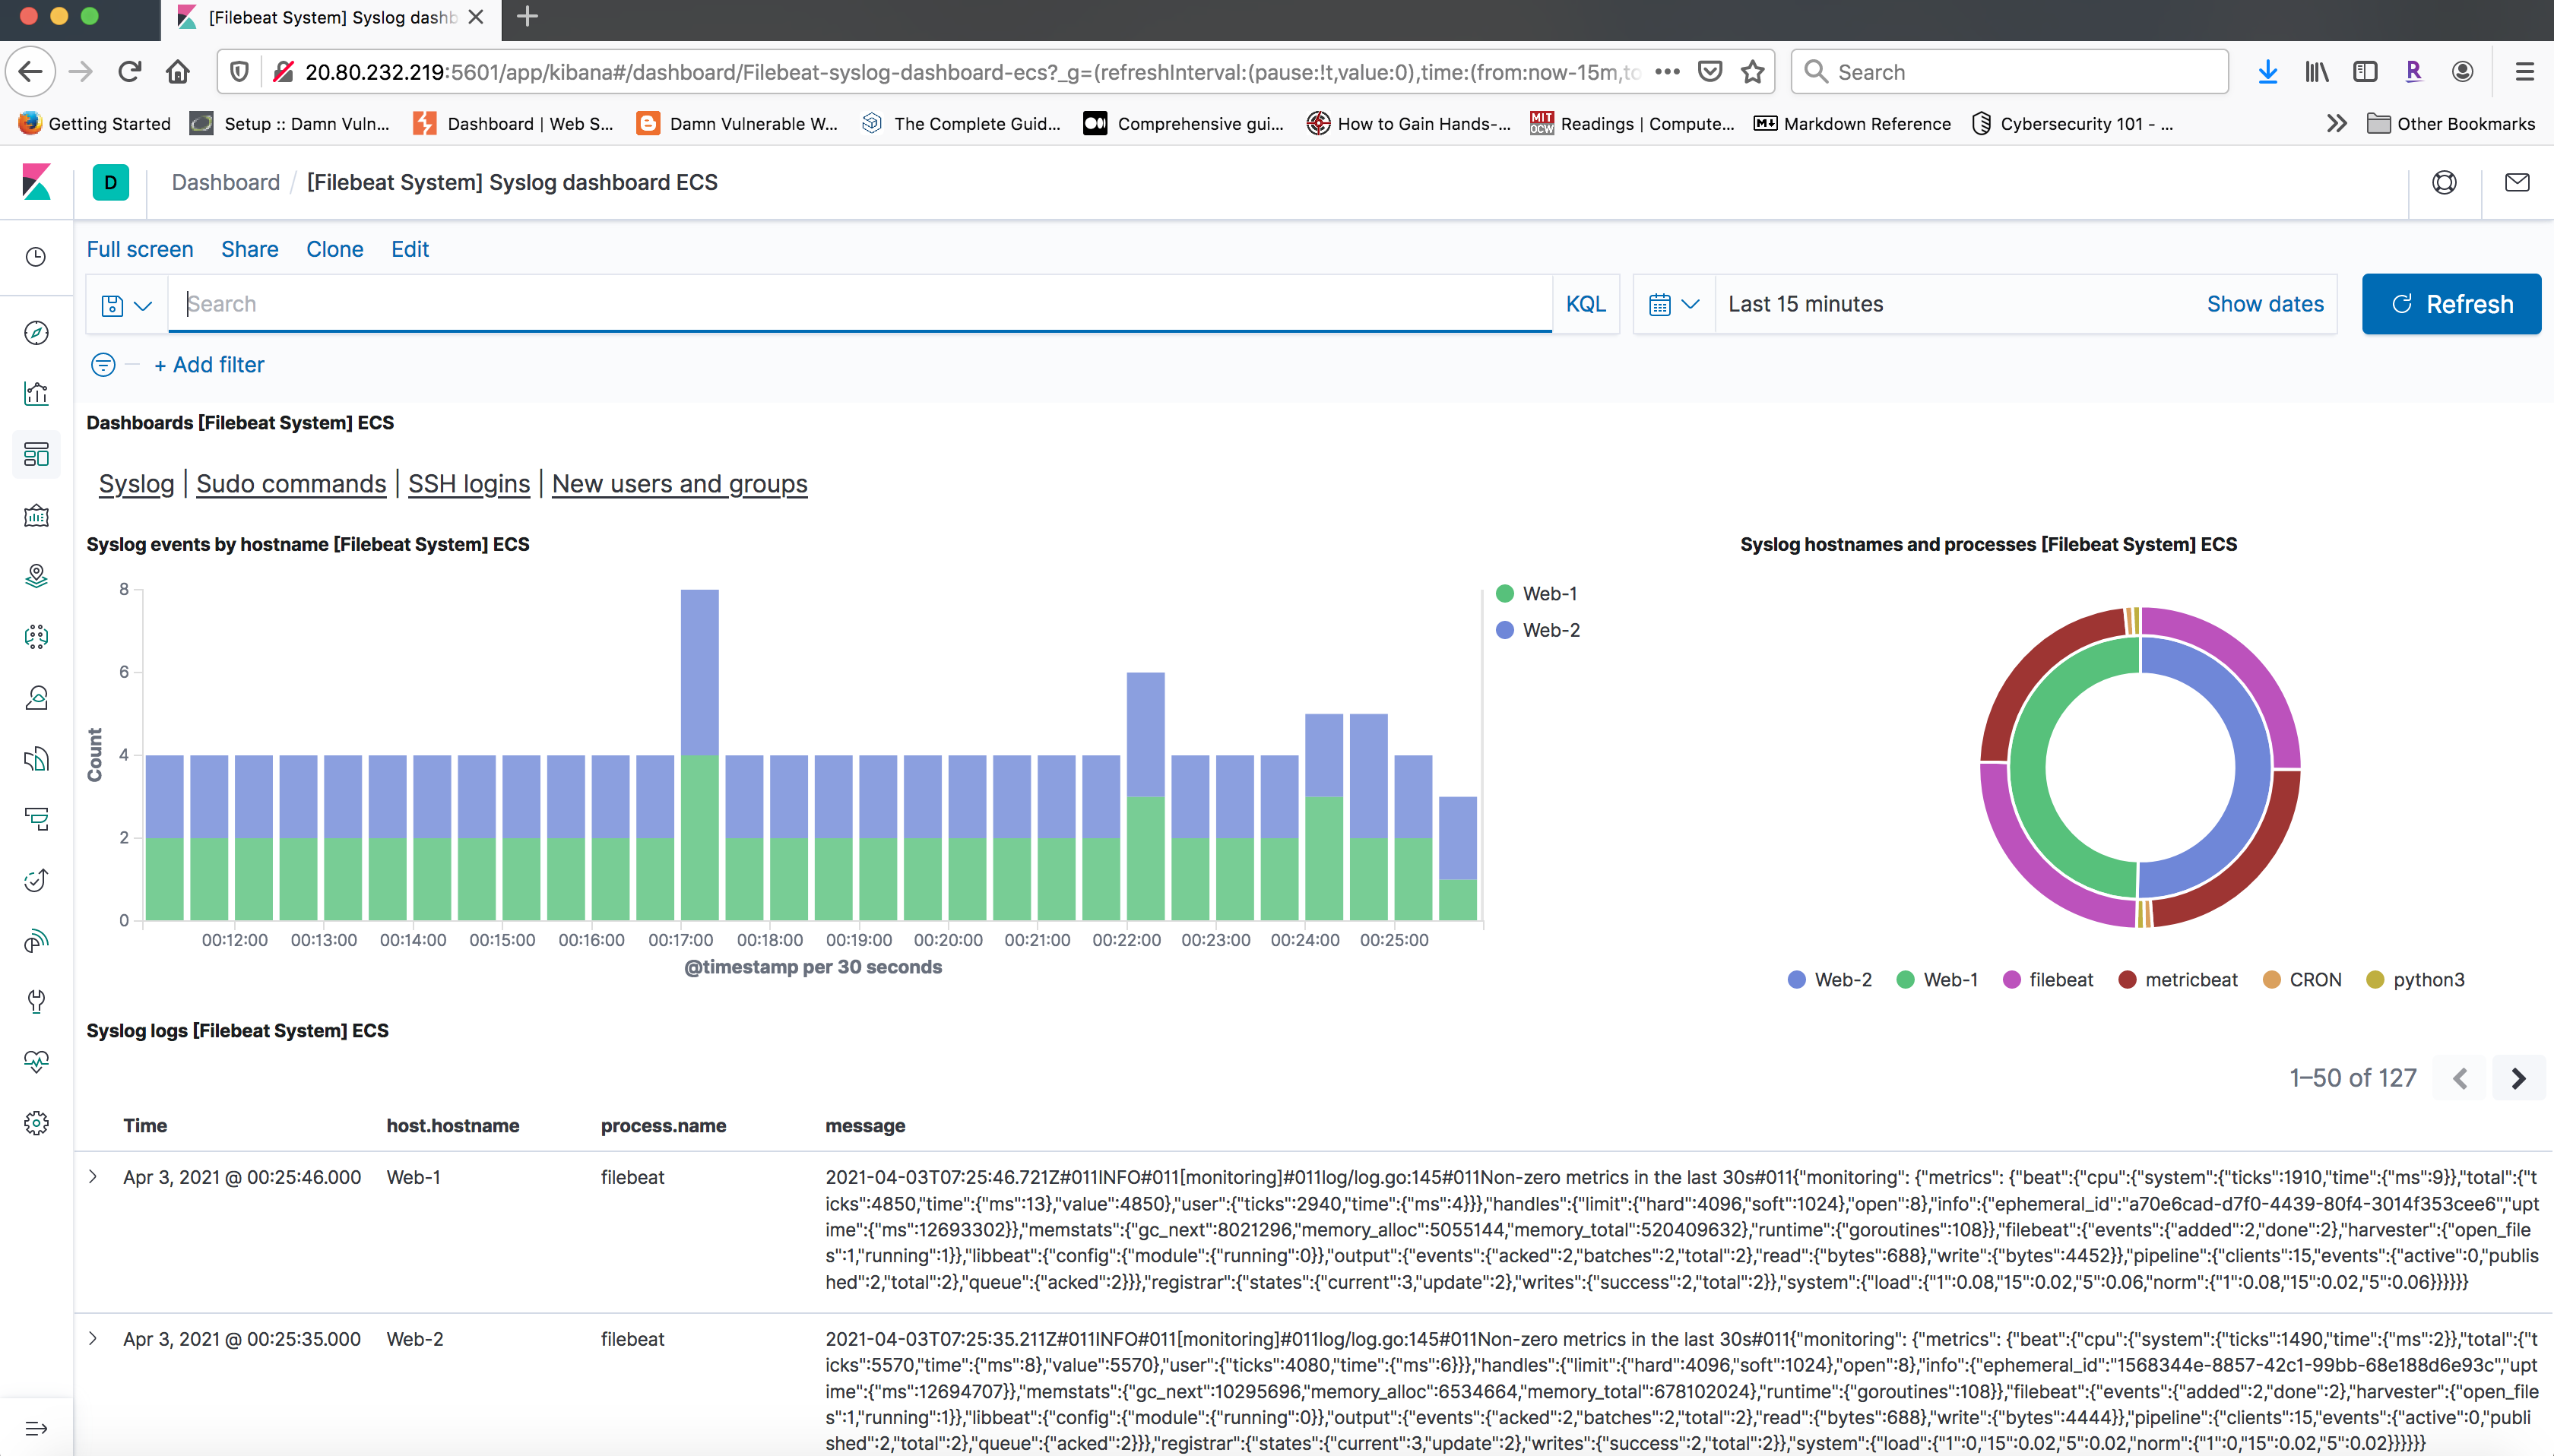 [Filebeat System] Syslog dashb
20.80.232.219:5601/app/kibana#/dashboard/Filebeat-syslog-dashboard-ecs?_g=(refreshInterval:(pause:!t,value:0),time:(from:now-15m,to
Search
Getting Started
Setup :: Damn Vuln...
Dashboard | Web S...
Damn Vulnerable W...
The Complete Guid...
Comprehensive gui...
How to Gain Hands-...
MIT OCW
Readings | Compute...
Markdown Reference
Cybersecurity 101 - ...
Other Bookmarks
D
Dashboard / [Filebeat System] Syslog dashboard ECS
Full screen Share Clone Edit
Search
KQL
Last 15 minutes
Show dates
Refresh
+ Add filter
Dashboards [Filebeat System] ECS
Syslog | Sudo commands | SSH logins | New users and groups
Syslog events by hostname [Filebeat System] ECS
8
6
4
2
0
Count
00:12:00 00:13:00 00:14:00 00:15:00 00:16:00 00:17:00 00:18:00 00:19:00 00:20:00 00:21:00 00:22:00 00:23:00 00:24:00 00:25:00
@timestamp per 30 seconds
Web-1
Web-2
Syslog hostnames and processes [Filebeat System] ECS
Web-2 Web-1 filebeat metricbeat CRON python3
Syslog logs [Filebeat System] ECS
1–50 of 127
Time host.hostname process.name message
Apr 3, 2021 @ 00:25:46.000 Web-1 filebeat
2021-04-03T07:25:46.721Z#011INFO#011[monitoring]#011log/log.go:145#011Non-zero metrics in the last 30s#011{"monitoring": {"metrics": {"beat":{"cpu":{"system":{"ticks":1910,"time":{"ms":9}},"total":{"t
icks":4850,"time":{"ms":13},"value":4850},"user":{"ticks":2940,"time":{"ms":4}}},"handles":{"limit":{"hard":4096,"soft":1024},"open":8},"info":{"ephemeral_id":"a70e6cad-d7f0-4439-80f4-3014f353cee6","upt
ime":{"ms":12693302}},"memstats":{"gc_next":8021296,"memory_alloc":5055144,"memory_total":520409632},"runtime":{"goroutines":108}},"filebeat":{"events":{"added":2,"done":2},"harvester":{"open_file
s":1,"running":1}},"libbeat":{"config":{"module":{"running":0}},"output":{"events":{"acked":2,"batches":2,"total":2},"read":{"bytes":688},"write":{"bytes":4452}},"pipeline":{"clients":15,"events":{"active":0,"publis
hed":2,"total":2},"queue":{"acked":2}}},"registrar":{"states":{"current":3,"update":2},"writes":{"success":2,"total":2}},"system":{"load":{"1":0.08,"15":0.02,"5":0.06,"norm":{"1":0.08,"15":0.02,"5":0.06}}}}}}
Apr 3, 2021 @ 00:25:35.000 Web-2 filebeat
2021-04-03T07:25:35.211Z#011INFO#011[monitoring]#011log/log.go:145#011Non-zero metrics in the last 30s#011{"monitoring": {"metrics": {"beat":{"cpu":{"system":{"ticks":1490,"time":{"ms":2}},"total":{"t
icks":5570,"time":{"ms":8},"value":5570},"user":{"ticks":4080,"time":{"ms":6}}},"handles":{"limit":{"hard":4096,"soft":1024},"open":8},"info":{"ephemeral_id":"1568344e-8857-42c1-99bb-68e188d6e93c","upt
ime":{"ms":12694707}},"memstats":{"gc_next":10295696,"memory_alloc":6534664,"memory_total":678102024},"runtime":{"goroutines":108}},"filebeat":{"events":{"added":2,"done":2},"harvester":{"open_file
s":1,"running":1}},"libbeat":{"config":{"module":{"running":0}},"output":{"events":{"acked":2,"batches":2,"total":2},"read":{"bytes":688},"write":{"bytes":4444}},"pipeline":{"clients":15,"events":{"active":0,"publi
shed":2,"total":2},"queue":{"acked":2}}},"registrar":{"states":{"current":3,"update":2},"writes":{"success":2,"total":2}},"system":{"load":{"1":0,"15":0.02,"5":0.02,"norm":{"1":0,"15":0.02,"5":0.02}}}}}}